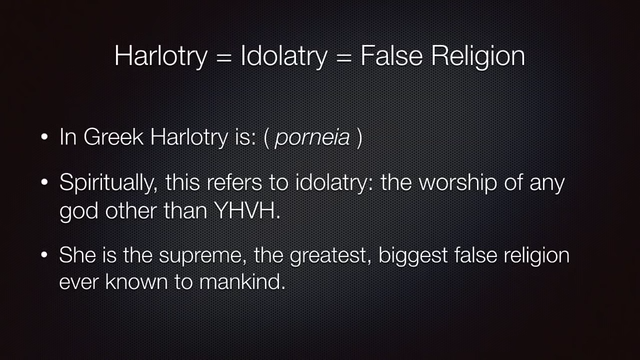 Harlotry = Idolatry = False Religion
• In Greek Harlotry is: ( porneia )
• Spiritually, this refers to idolatry: the worship of any
god other than YHVH.
• She is the supreme, the greatest, biggest false religion
ever known to mankind.